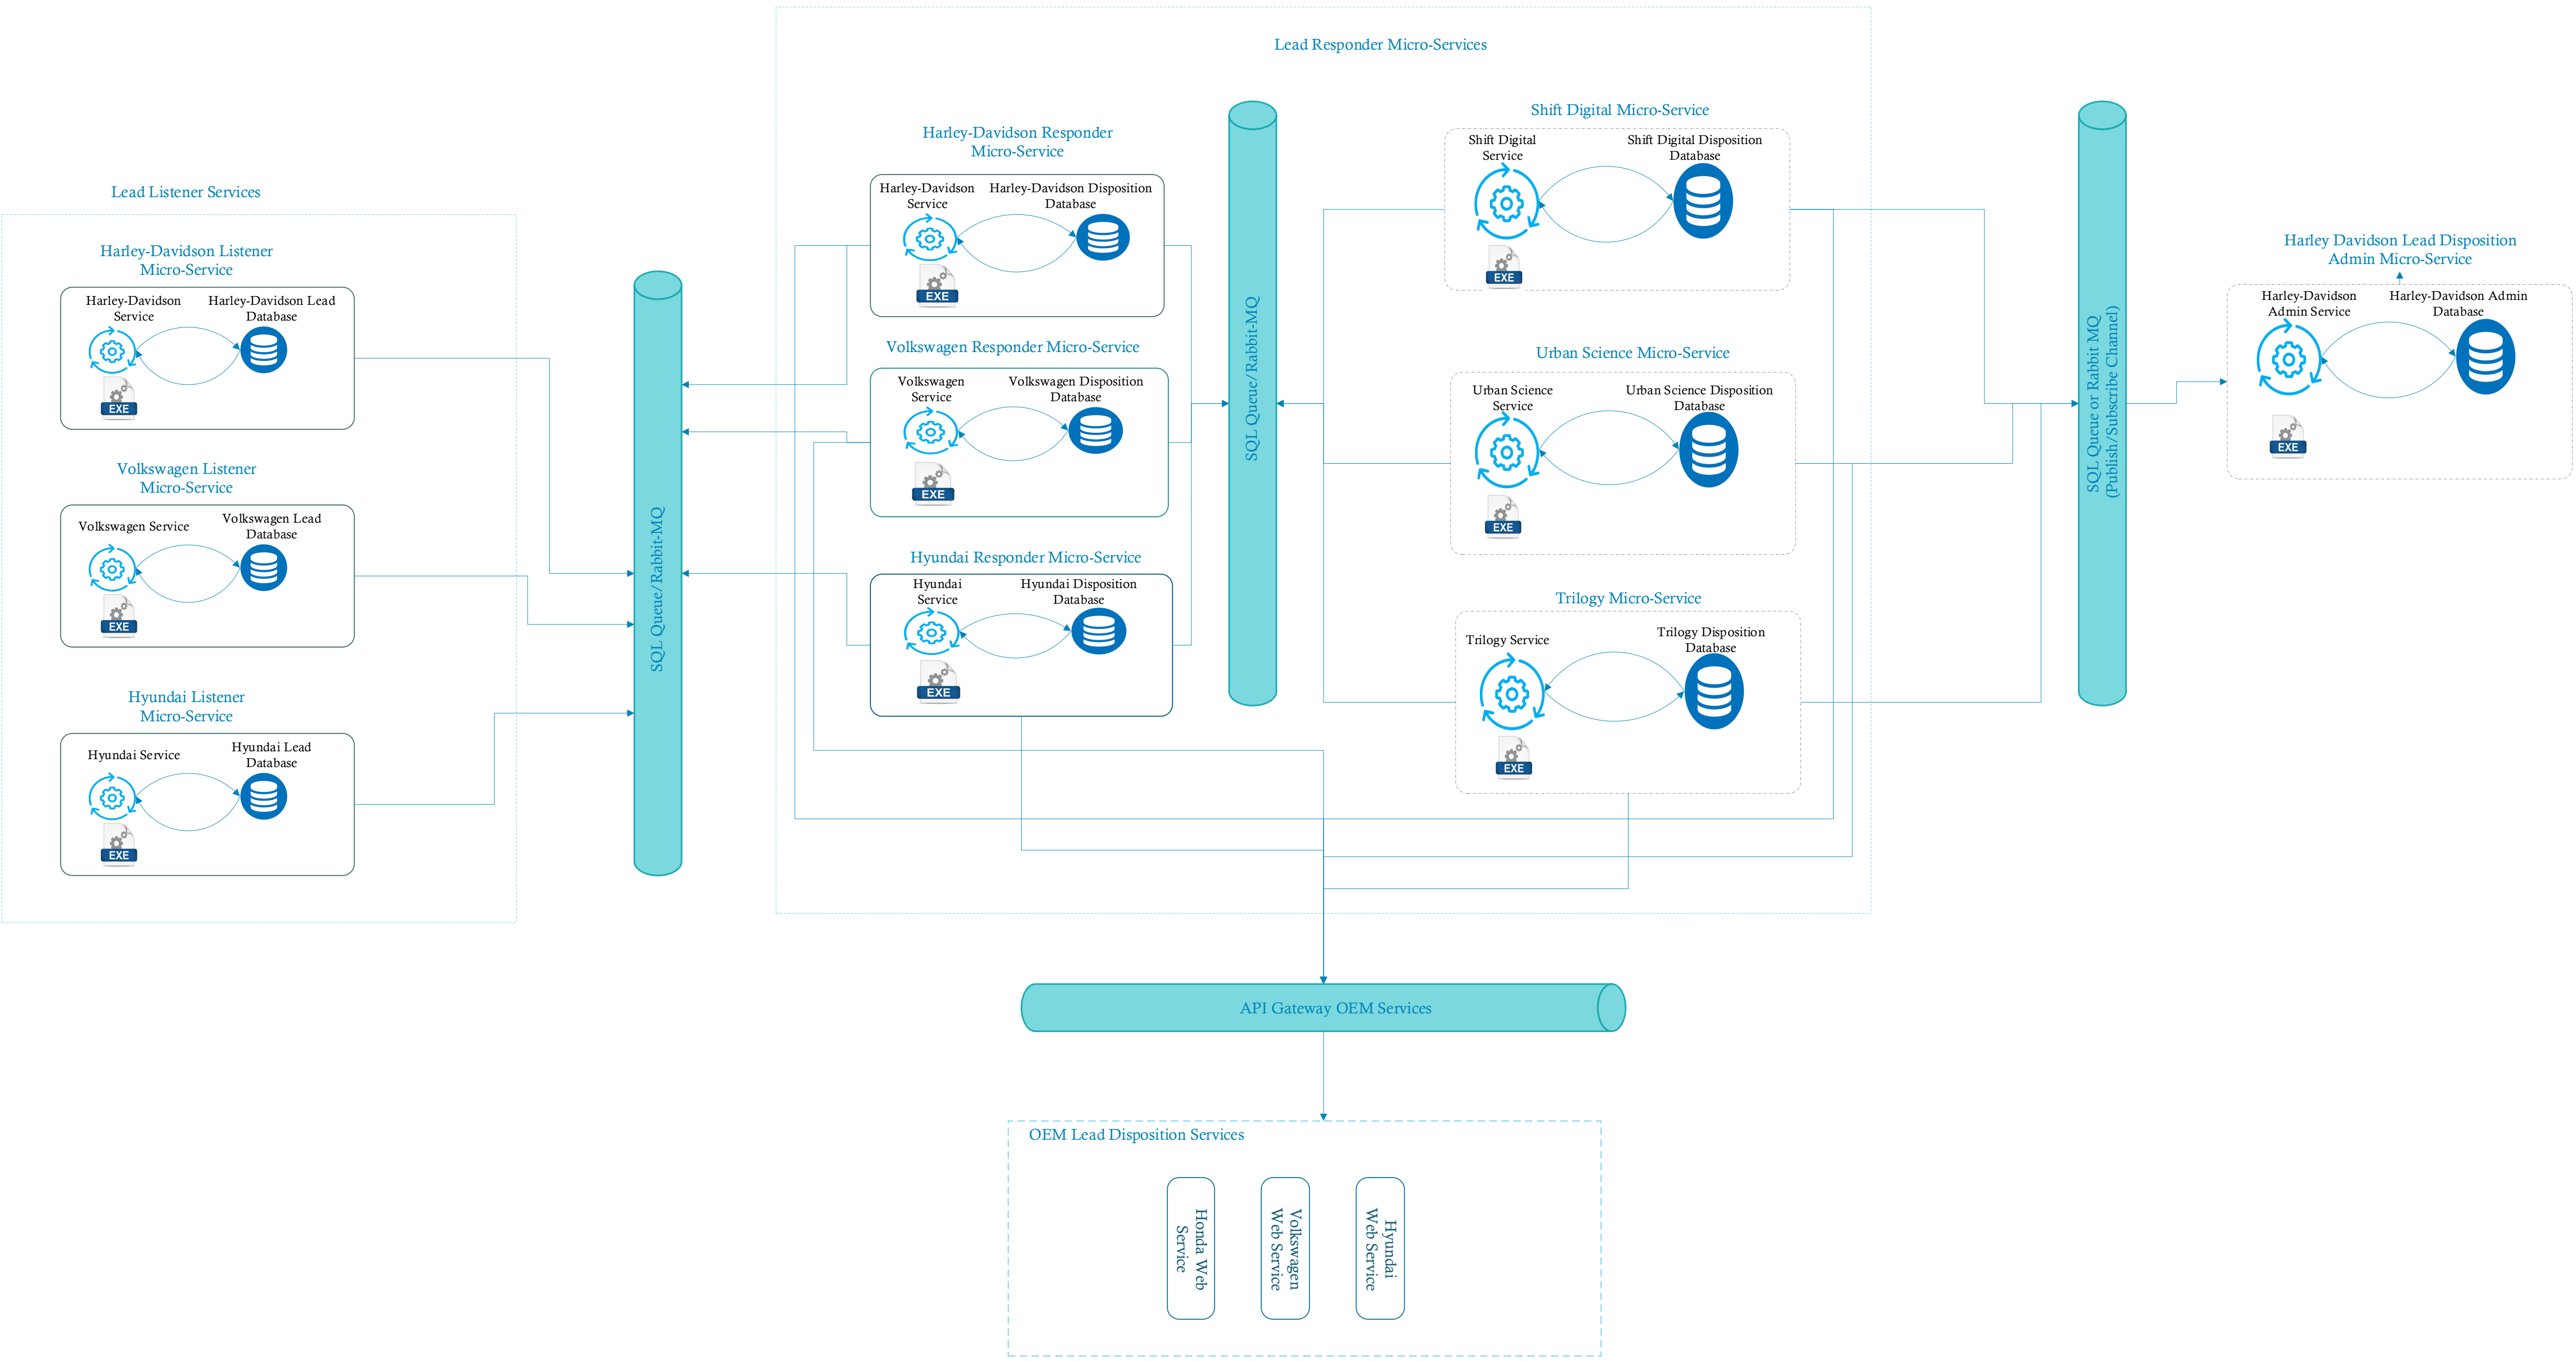 Lead Responder Micro-Services
Lead Listener Services
Harley-Davidson Listener
Micro-Service
Harley-Davidson
Service
Harley-Davidson Lead
Database
EXE
Volkswagen Listener
Micro-Service
Volkswagen Service
Volkswagen Lead
Database
EXE
Hyundai Listener
Micro-Service
Hyundai Service
Hyundai Lead
Database
EXE
SQL Queue/Rabbit-MQ
Harley-Davidson Responder
Micro-Service
Harley-Davidson
Service
Harley-Davidson Disposition
Database
EXE
Volkswagen Responder Micro-Service
Volkswagen
Service
Volkswagen Disposition
Database
EXE
Hyundai Responder Micro-Service
Hyundai
Service
Hyundai Disposition
Database
EXE
SQL Queue/Rabbit-MQ
Shift Digital Micro-Service
Shift Digital
Service
Shift Digital Disposition
Database
EXE
Urban Science Micro-Service
Urban Science
Service
Urban Science Disposition
Database
EXE
Trilogy Micro-Service
Trilogy Service
Trilogy Disposition
Database
EXE
SQL Queue or Rabbit MQ
(Publish/Subscribe Channel)
Harley Davidson Lead Disposition
Admin Micro-Service
Harley-Davidson
Admin Service
Harley-Davidson Admin
Database
EXE
API Gateway OEM Services
OEM Lead Disposition Services
Honda Web
Service
Volkswagen
Web Service
Hyundai
Web Service